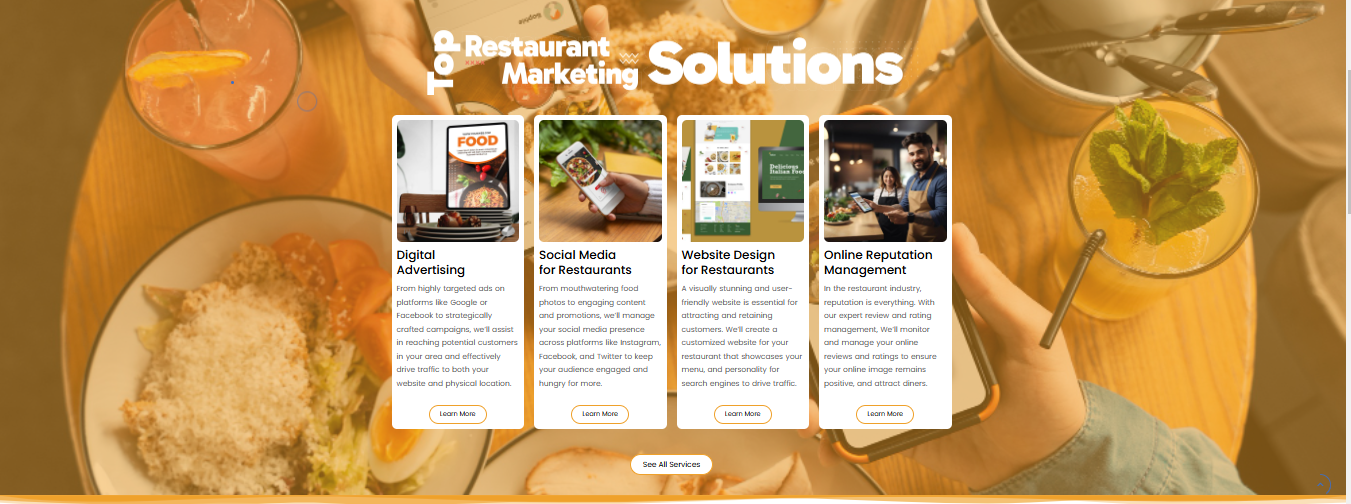 Top Restaurant Marketing Solutions
FOOD
Delicious
Italian Food
Digital
Advertising
From highly targeted ads on
platforms like Google or
Facebook to strategically
crafted campaigns, we'll assist
in reaching potential customers
in your area and effectively
drive traffic to both your
website and physical location.
Learn More
Social Media
for Restaurants
From mouthwatering food
photos to engaging content
and promotions, we'll manage
your social media presence
across platforms like Instagram,
Facebook, and Twitter to keep
your audience engaged and
hungry for more.
Learn More
Website Design
for Restaurants
A visually stunning and user-
friendly website is essential for
attracting and retaining
customers. We'll create a
customized website for your
restaurant that showcases your
menu, and personality for
search engines to drive traffic.
Learn More
Online Reputation
Management
In the restaurant industry,
reputation is everything. With
our expert review and rating
management, We'll monitor
and manage your online
reviews and ratings to ensure
your online image remains
positive, and attract diners.
Learn More
See All Services